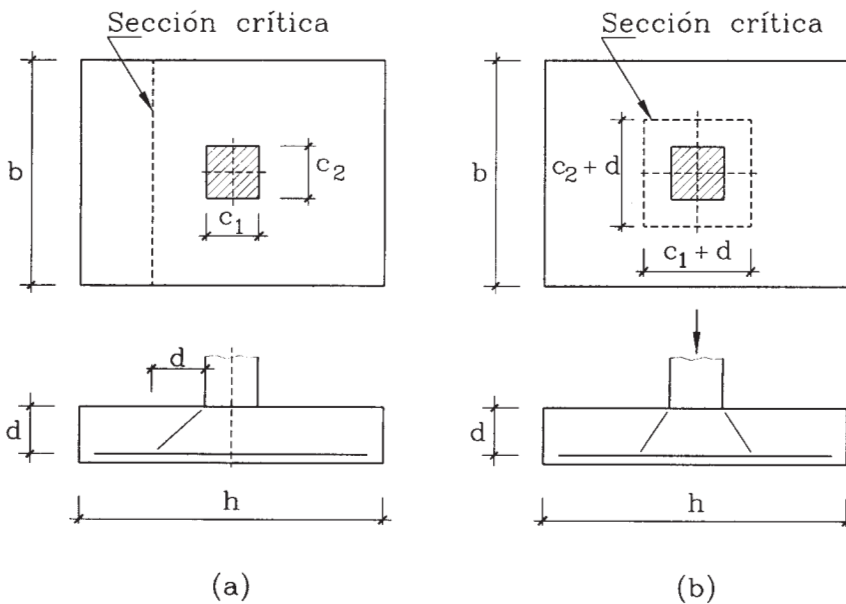 Sección crítica
b
c2
c1
d
d
h
(a)
Sección crítica
b
c2 + d
c1 + d
d
h
(b)